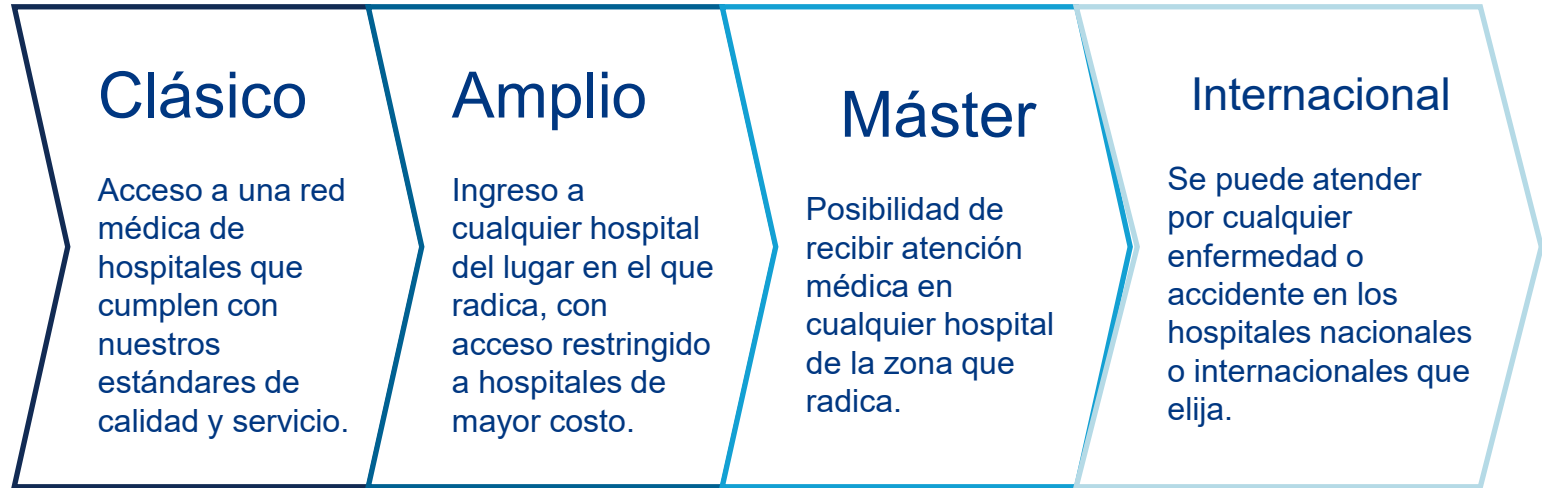 Clásico
Acceso a una red
médica de
hospitales que
cumplen con
nuestros
estándares de
calidad y servicio.
Amplio
Ingreso a
cualquier hospital
del lugar en el que
radica, con
acceso restringido
a hospitales de
mayor costo.
Máster
Posibilidad de
recibir atención
médica en
cualquier hospital
de la zona que
radica.
Internacional
Se puede atender
por cualquier
enfermedad o
accidente en los
hospitales nacionales
o internacionales que
elija.